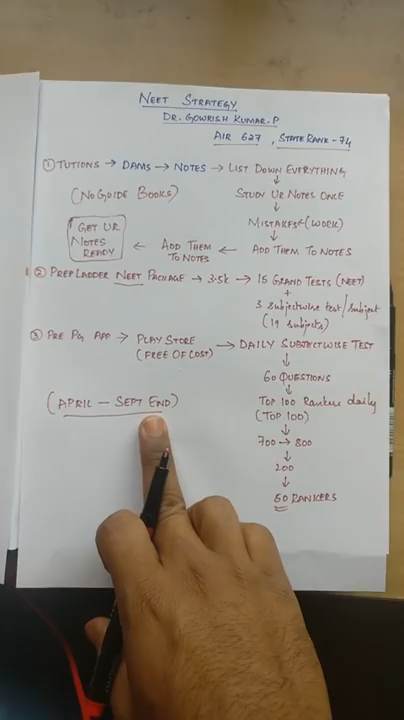 NEET STRATEGY
DR. GOWRISH KUMAR. P
AIR 627, STATE RANK - 74
① TUTIONS → DAMS → NOTES → LIST DOWN EVERYTHING
(NO GUIDE BOOKS)
↓
STUDY UR NOTES ONCE
↓
MISTAKES ← (WORK)
↓
ADD THEM TO NOTES
← ADD THEM TO NOTES
← GET UR NOTES READY
② PREPLADDER NEET PACKAGE → 3.5k → 15 GRAND TESTS (NEET)
+
3 subjectwise test/subject
(19 subjects)
③ PRE PG APP → PLAY STORE → DAILY SUBTECTWISE TEST
(FREE OF COST)
↓
60 QUESTIONS
↓
TOP 100 Rankers daily
(TOP 100)
↓
700 → 800
↓
200
↓
50 RANKERS
(APRIL - SEPT END)